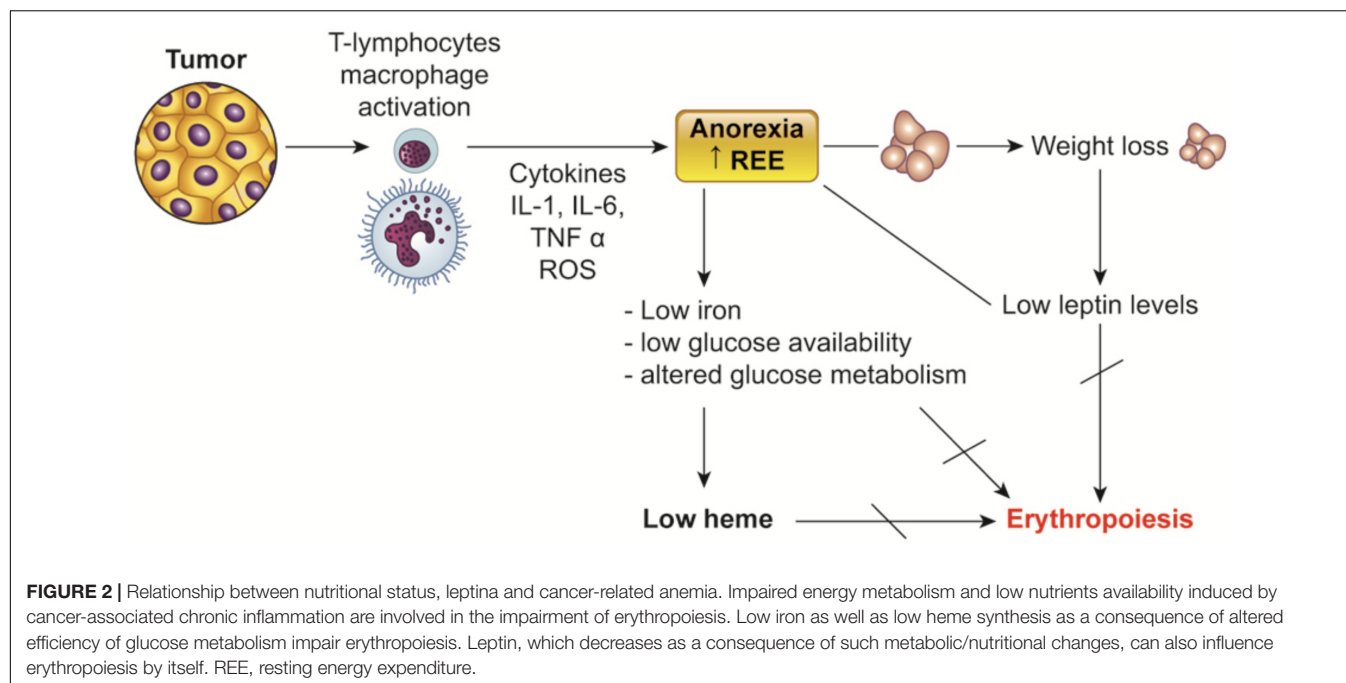 Tumor
T-lymphocytes
macrophage
activation
Cytokines
IL-1, IL-6,
TNF α
ROS
Anorexia
↑ REE
Weight loss
- Low iron
- low glucose availability
- altered glucose metabolism
Low leptin levels
Low heme
Erythropoiesis
FIGURE 2 | Relationship between nutritional status, leptina and cancer-related anemia. Impaired energy metabolism and low nutrients availability induced by
cancer-associated chronic inflammation are involved in the impairment of erythropoiesis. Low iron as well as low heme synthesis as a consequence of altered
efficiency of glucose metabolism impair erythropoiesis. Leptin, which decreases as a consequence of such metabolic/nutritional changes, can also influence
erythropoiesis by itself. REE, resting energy expenditure.